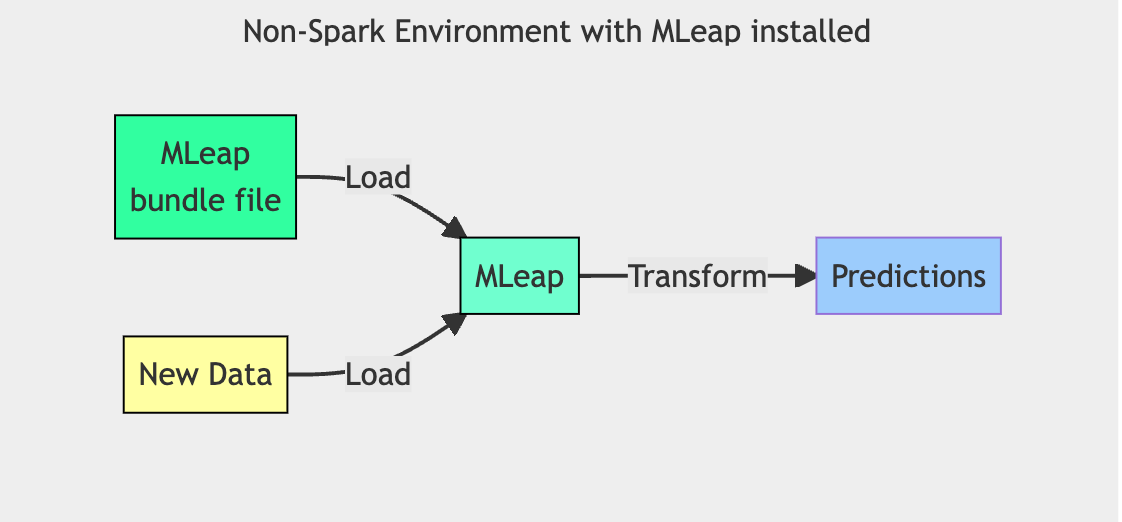 Non-Spark Environment with MLeap installed
MLeap
bundle file
Load
MLeap
Transform
Predictions
New Data
Load